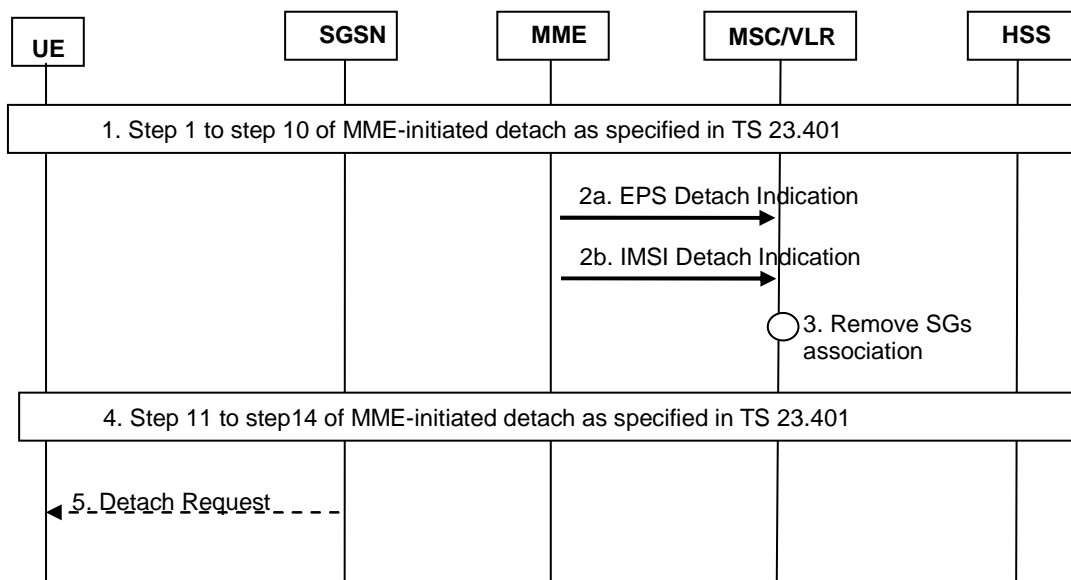 UE
SGSN
MME
MSC/VLR
HSS
1. Step 1 to step 10 of MME-initiated detach as specified in TS 23.401
2a. EPS Detach Indication
2b. IMSI Detach Indication
3. Remove SGs
association
4. Step 11 to step14 of MME-initiated detach as specified in TS 23.401
5. Detach Request